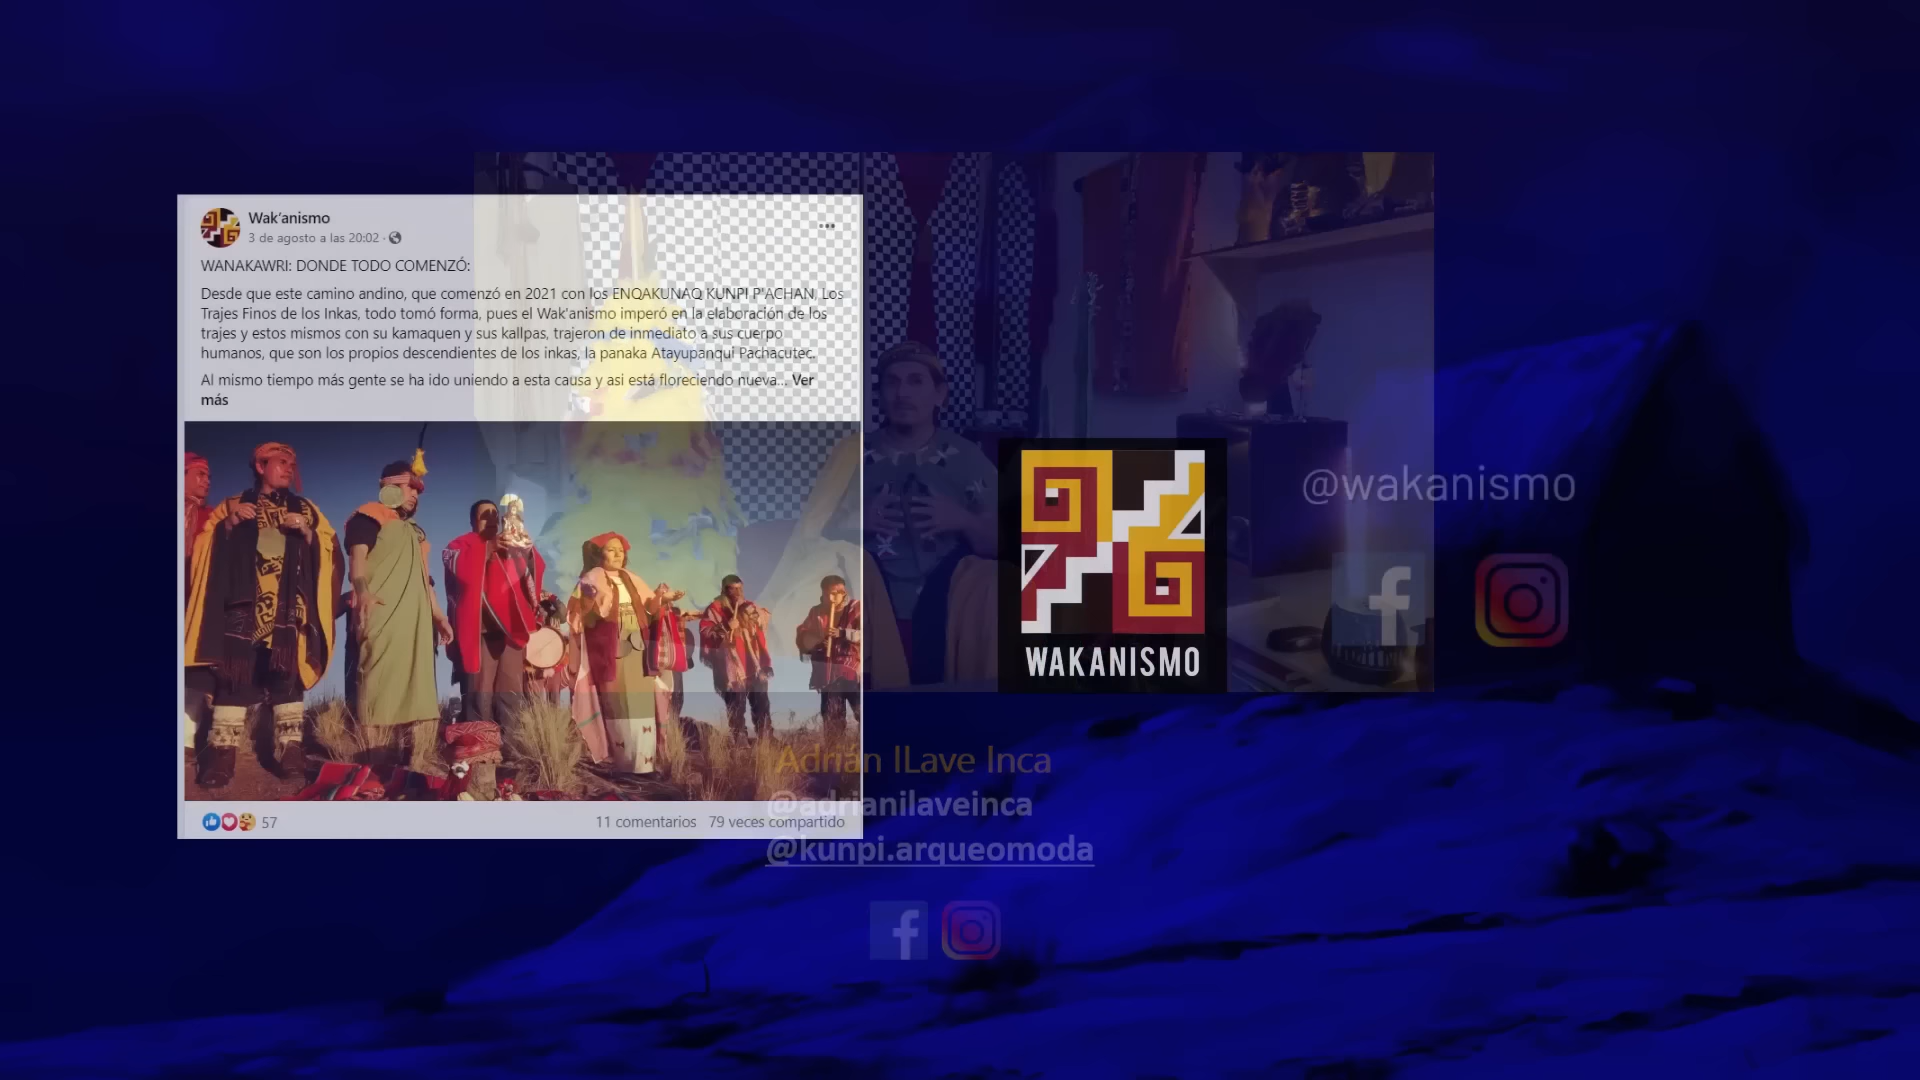 Wak'anismo
3 de agosto a las 20:02 ·
WANAKAWRI: DONDE TODO COMENZÓ:
Desde que este camino andino, que comenzó en 2021 con los ENQAKUNAQ KUNPI P'ACHAN, Los
Trajes Finos de los Inkas, todo tomó forma, pues el Wak'anismo imperó en la elaboración de los
trajes y estos mismos con su kamaquen y sus kallpas, trajeron de inmediato a sus cuerpo
humanos, que son los propios descendientes de los inkas, la panaka Atayupanqui Pachacutec.
Al mismo tiempo más gente se ha ido uniendo a esta causa y asi está floreciendo nueva... Ver
más
57
11 comentarios 79 veces compartido
WAKANISMO
@wakanismo
Adrián ILave Inca
@adrianilaveinca
@kunpi.arqueomoda